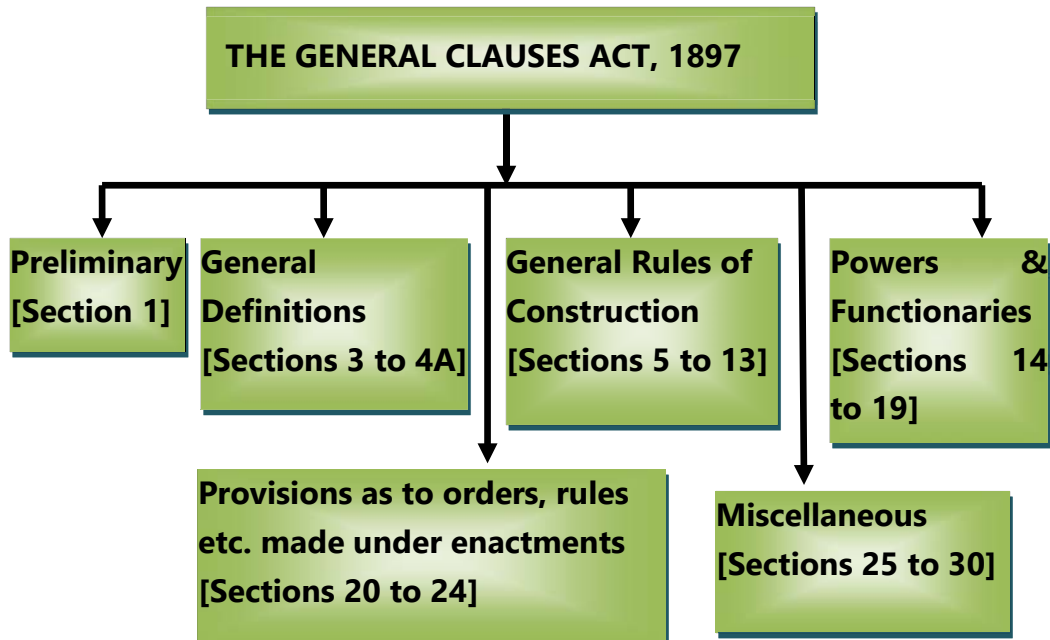 THE GENERAL CLAUSES ACT, 1897
Preliminary
[Section 1]
General
Definitions
[Sections 3 to 4A]
General Rules of
Construction
[Sections 5 to 13]
Powers &
Functionaries
[Sections 14
to 19]
Provisions as to orders, rules
etc. made under enactments
[Sections 20 to 24]
Miscellaneous
[Sections 25 to 30]